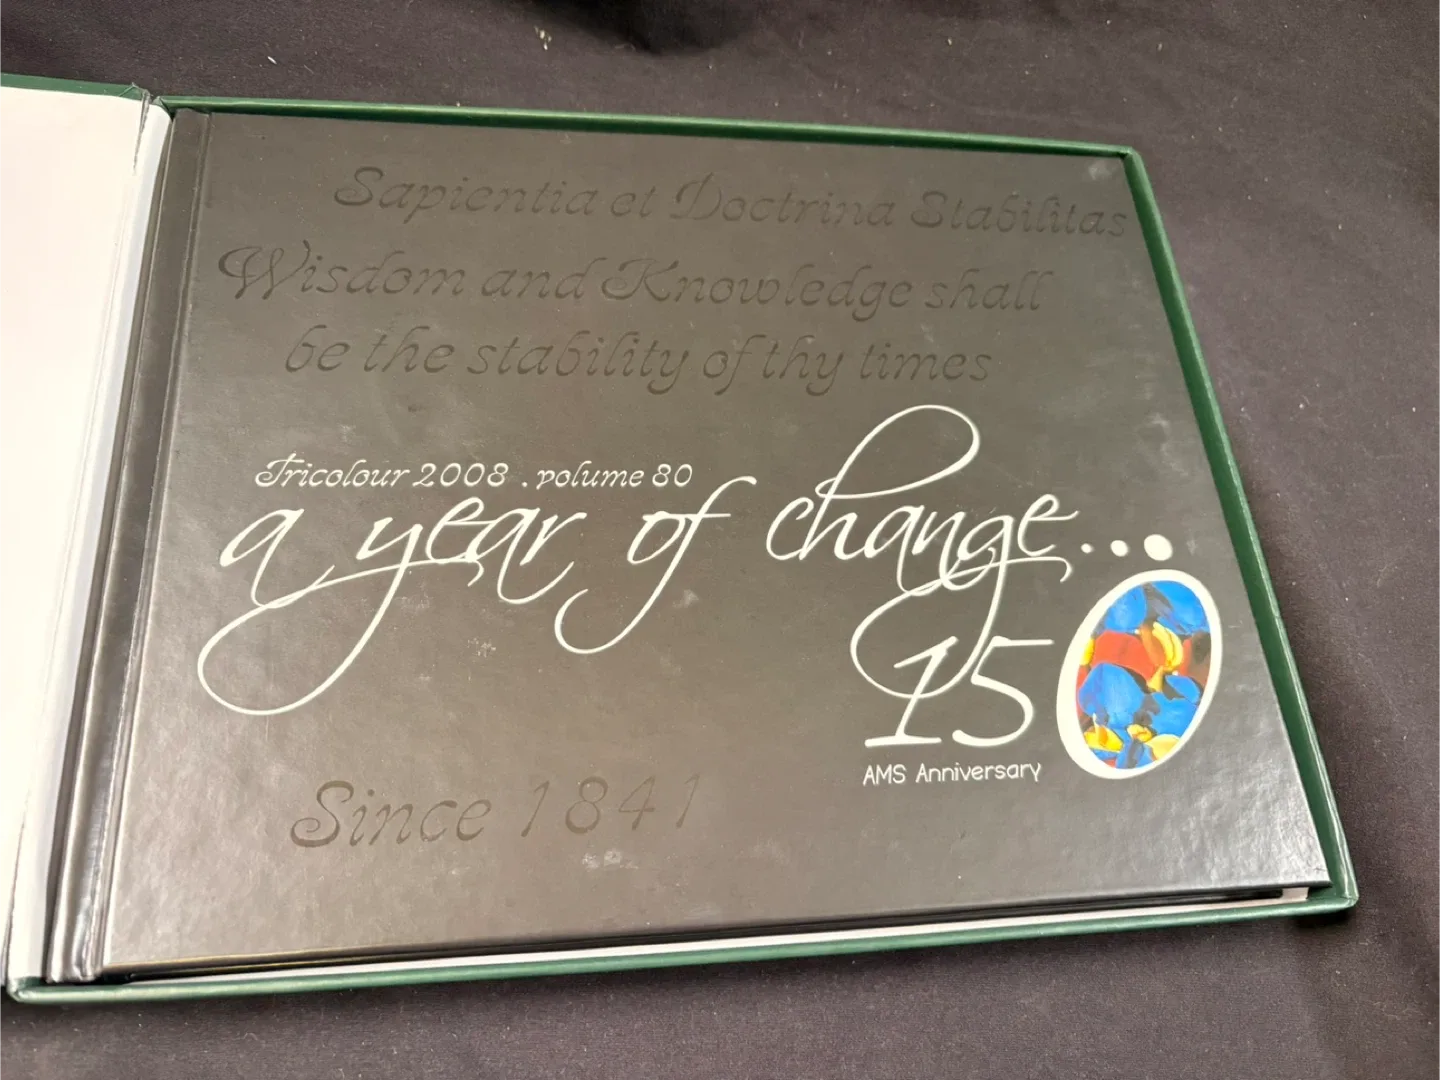 Sapientia et Doctrina Stabilitas
Wisdom and Knowledge shall
be the stability of thy times
Tricolour 2008 . volume 80
a year of change...
150
AMS Anniversary
Since 1841